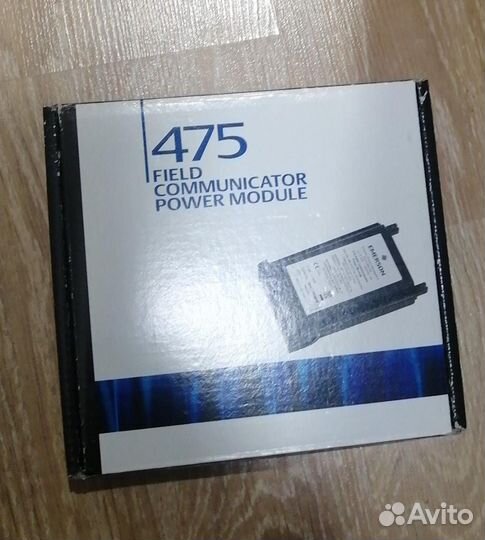 475
FIELD
COMMUNICATOR
POWER MODULE
EMERSON
Avito